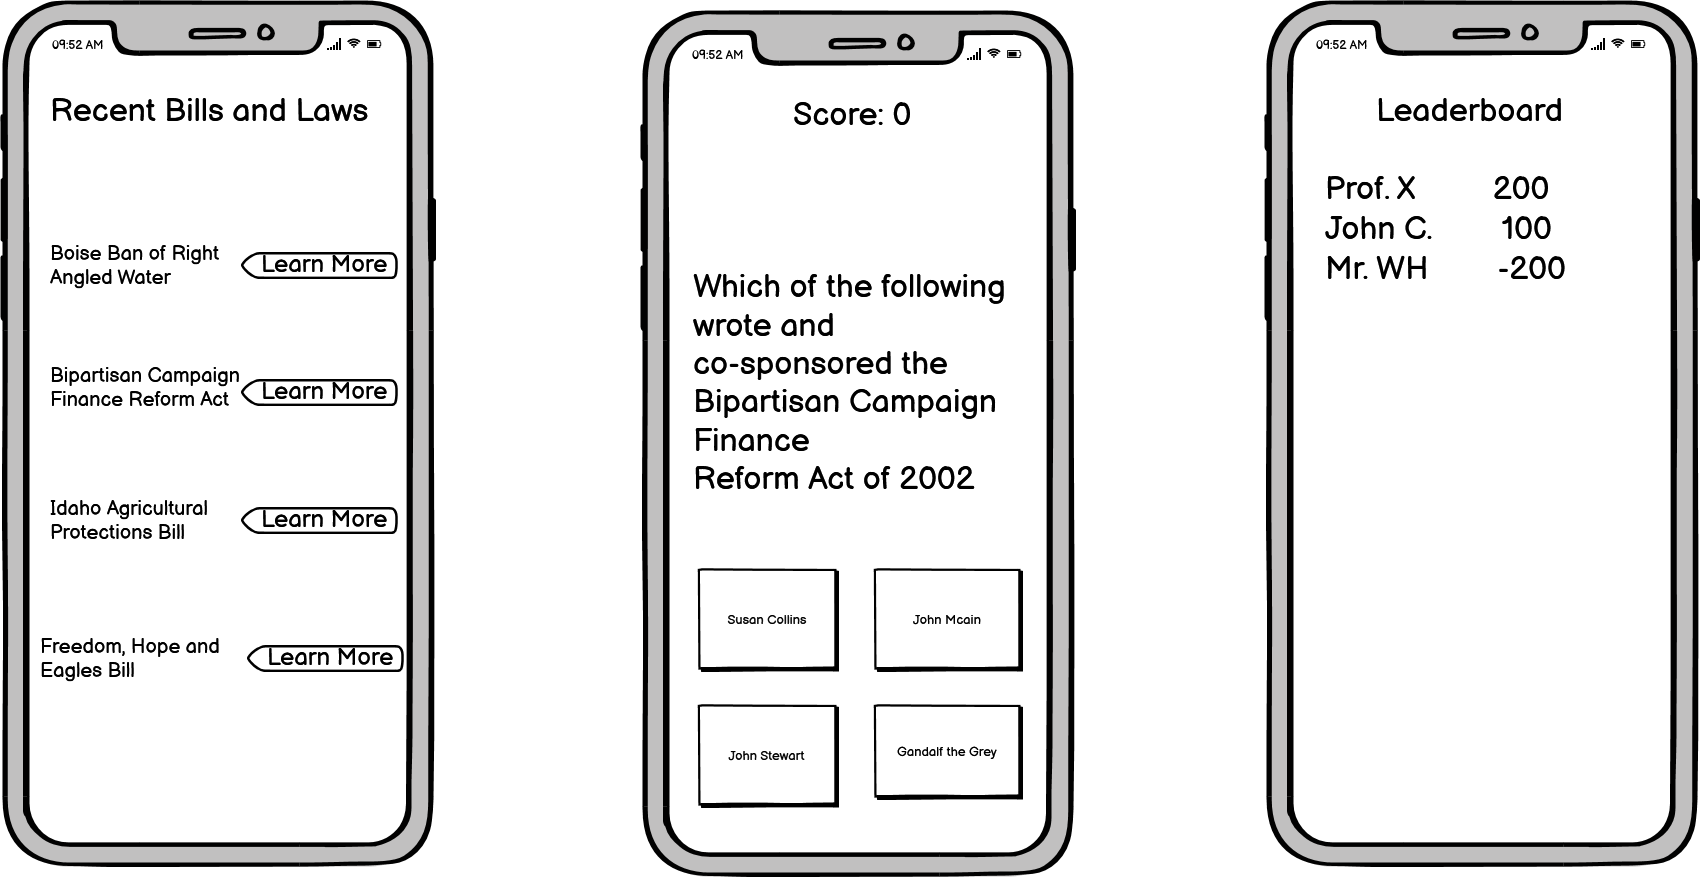 09:52 AM
Recent Bills and Laws
Boise Ban of Right
Angled Water
Learn More
Bipartisan Campaign
Finance Reform Act
Learn More
Idaho Agricultural
Protections Bill
Learn More
Freedom, Hope and
Eagles Bill
Learn More
09:52 AM
Score: 0
Which of the following
wrote and
co-sponsored the
Bipartisan Campaign
Finance
Reform Act of 2002
Susan Collins
John Mcain
John Stewart
Gandalf the Grey
09:52 AM
Leaderboard
Prof. X 200
John C. 100
Mr. WH -200